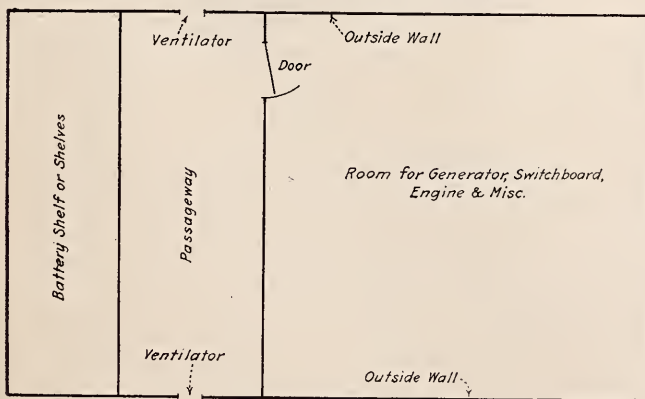 Ventilator
Outside Wall
Door
Battery Shelf or Shelves
Passageway
Room for Generator, Switchboard,
Engine & Misc.
Ventilator
Outside Wall